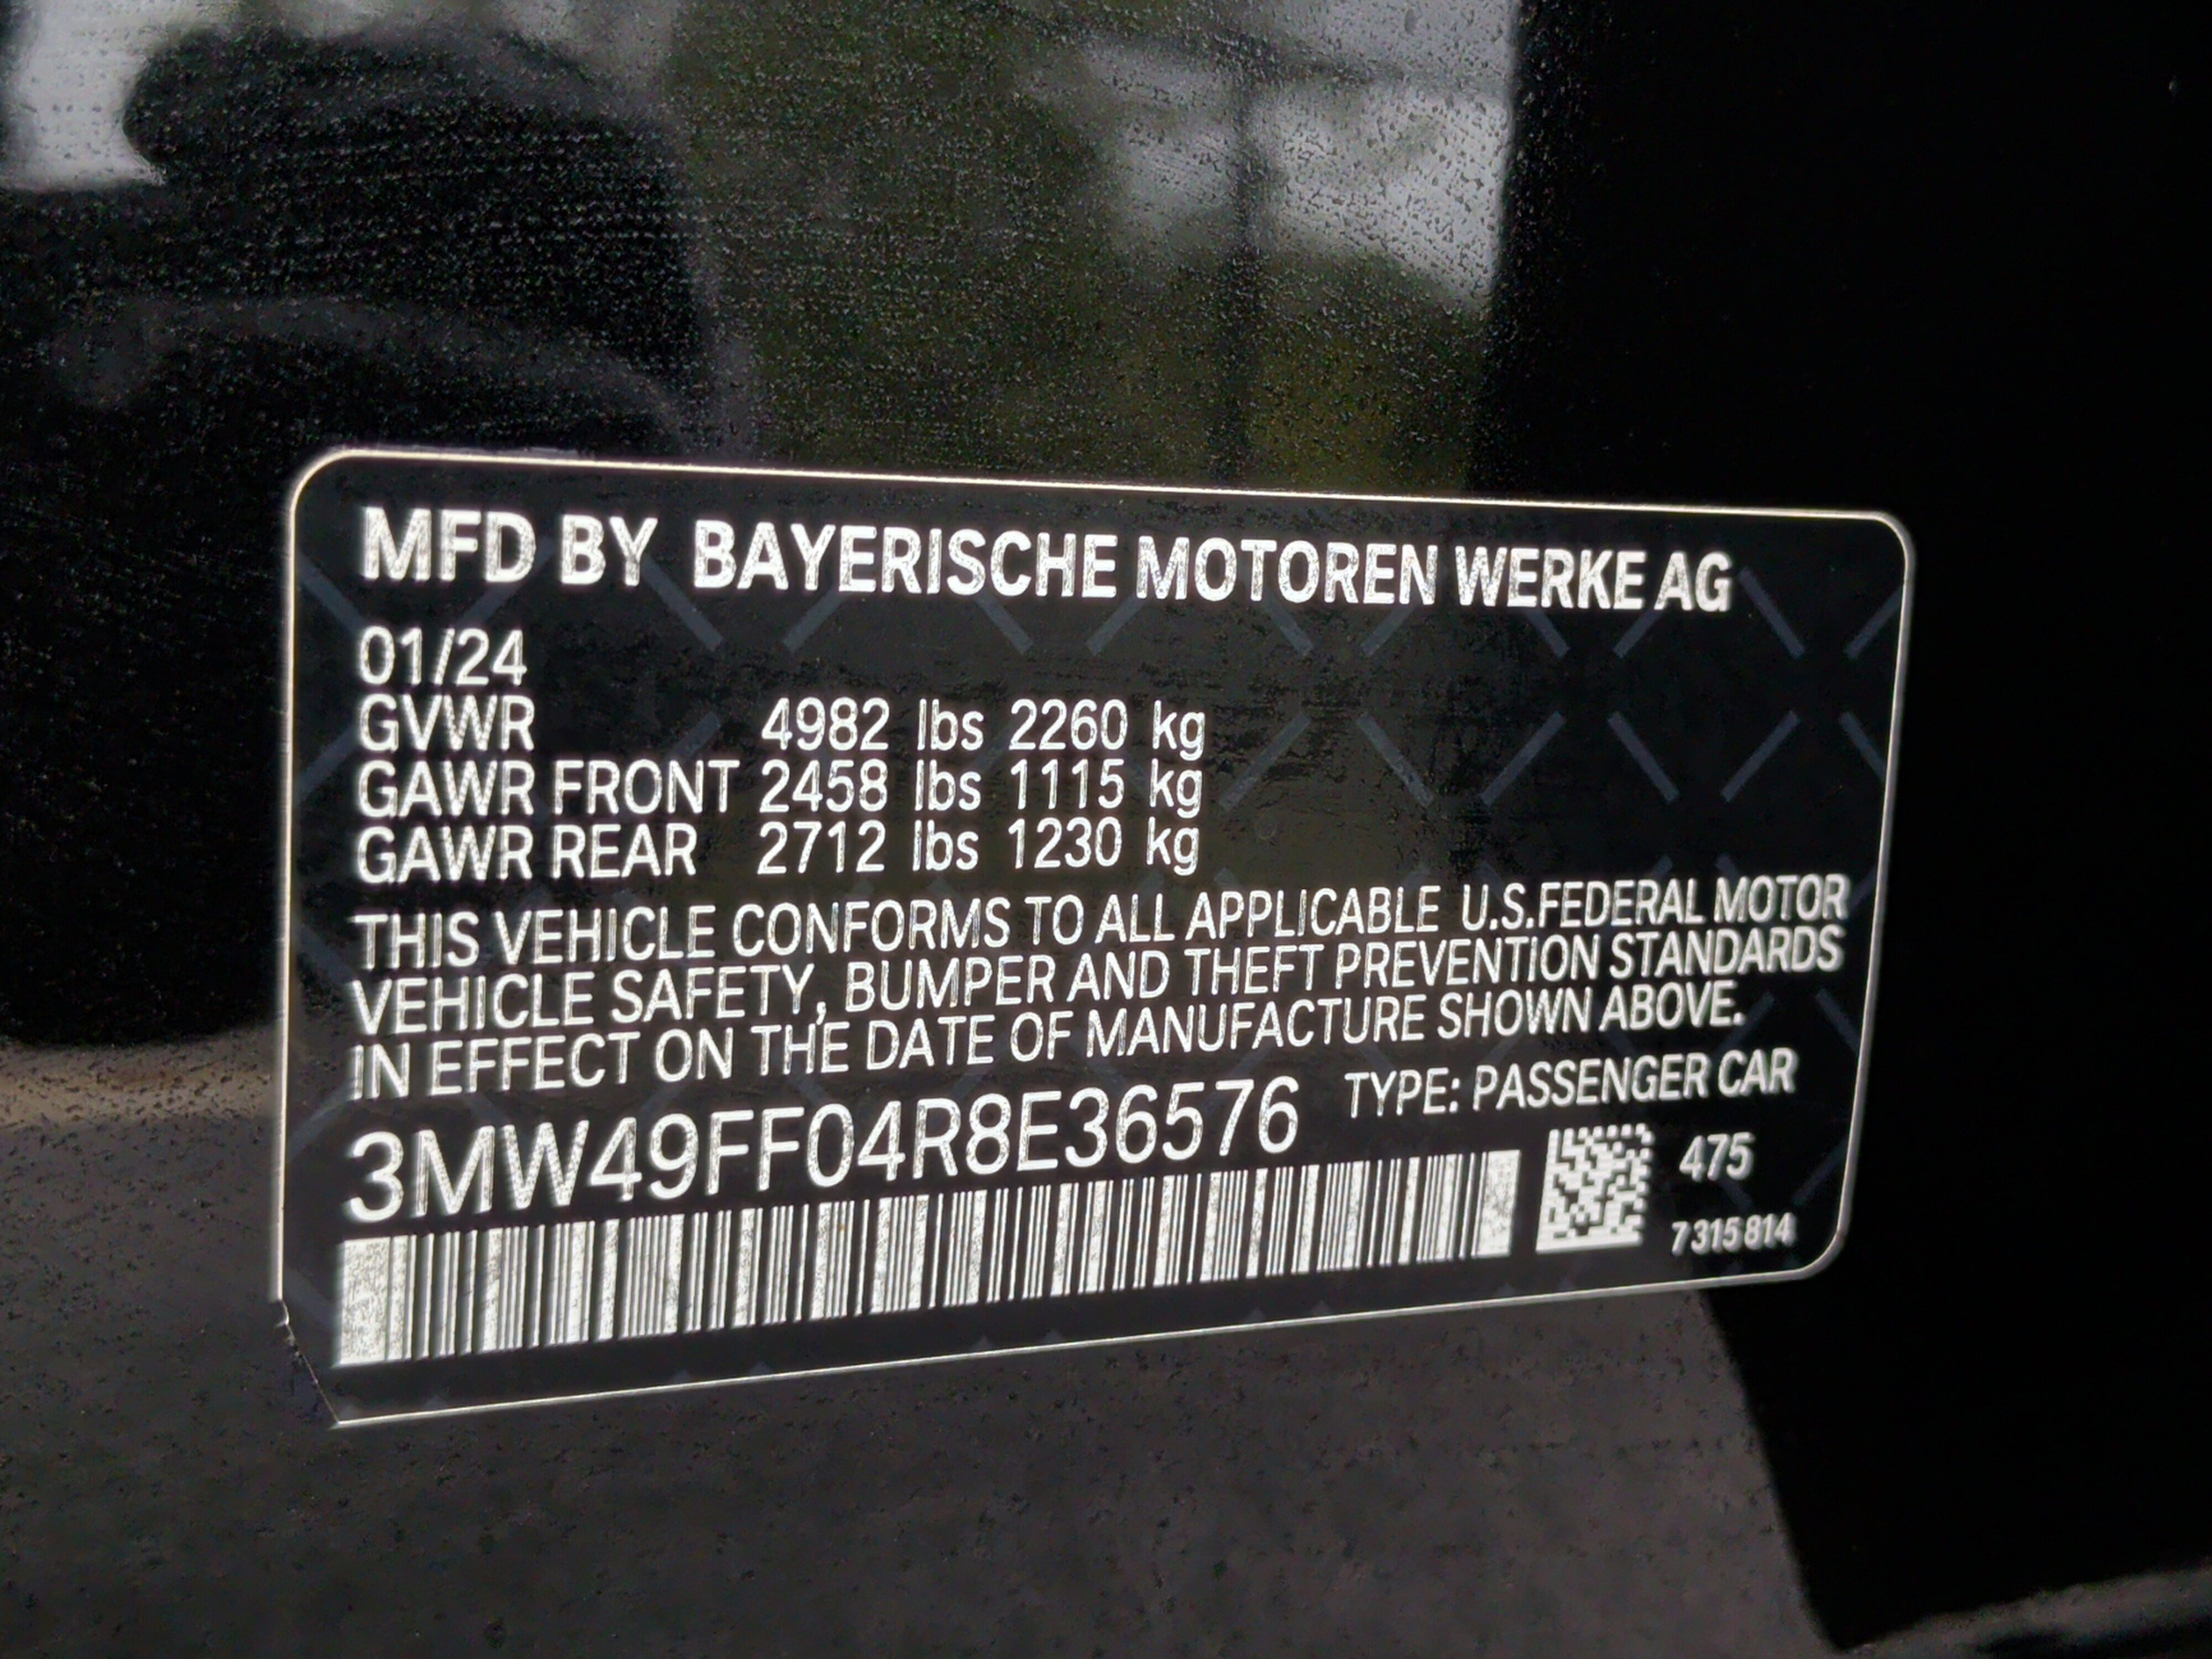 MFD BY BAYERISCHE MOTOREN WERKE AG
01/24
GVWR 4982 lbs 2260 kg
GAWR FRONT 2458 lbs 1115 kg
GAWR REAR 2712 lbs 1230 kg
THIS VEHICLE CONFORMS TO ALL APPLICABLE U.S.FEDERAL MOTOR
VEHICLE SAFETY, BUMPER AND THEFT PREVENTION STANDARDS
IN EFFECT ON THE DATE OF MANUFACTURE SHOWN ABOVE.
3MW49FF04R8E36576 TYPE: PASSENGER CAR
475
7315814